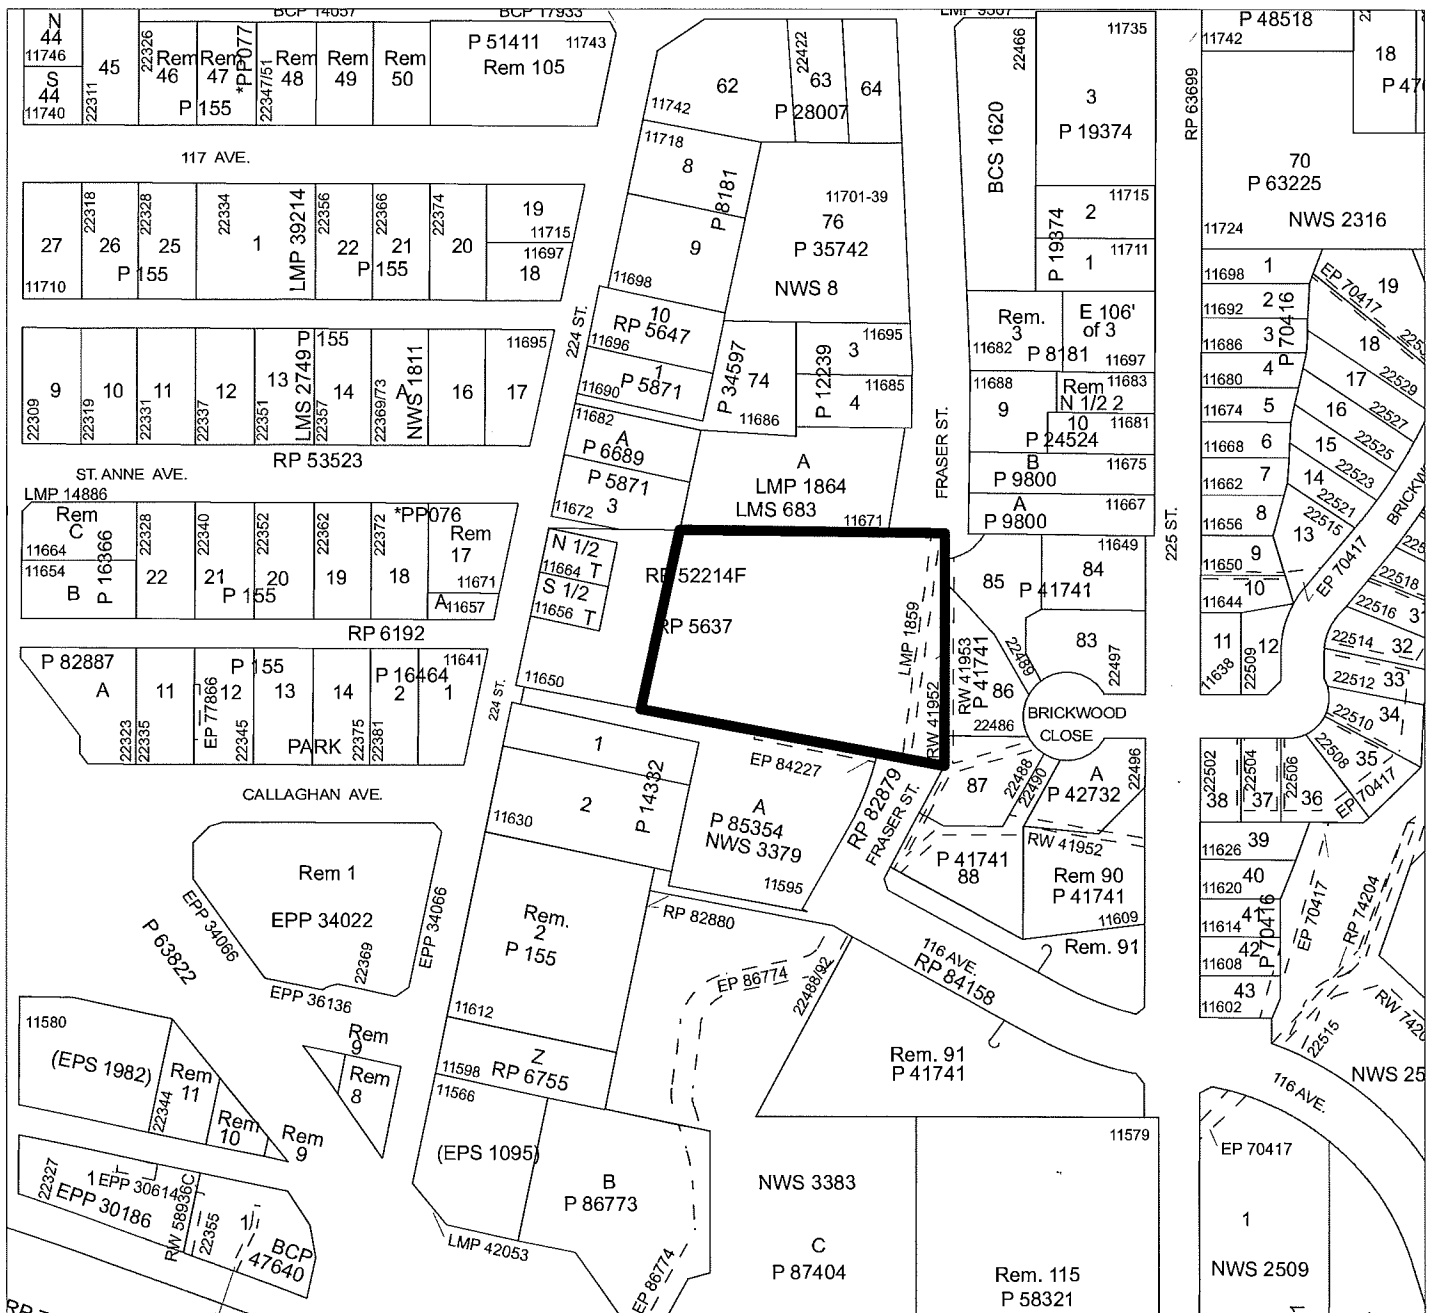 BCP 14057
BCP 17933
LMP 9507
N
44
11746
S
44
11740
45
22311
22326
Rem
46
Rem
47
*PP077
22347/51
Rem
48
Rem
49
Rem
50
P 155
P 51411
11743
Rem 105
62
11742
22422
63
64
P 28007
22466
BCS 1620
11735
3
P 19374
RP 63699
P 48518
11742
18
70
P 63225
NWS 2316
11724
117 AVE.
11718
8
P 8181
9
11698
11701-39
76
P 35742
NWS 8
11715
2
P 19374
1
11711
27
11710
22318
26
22328
25
P 155
22334
1
LMP 39214
22356
22
22366
21
P 155
22374
20
19
11715
11697
18
10
RP 5647
11696
1
P 5871
11690
224 ST.
P 34597
74
11686
P 12239
3
11695
4
11685
Rem.
3
11682
P 8181
E 106'
of 3
11697
11688
9
Rem
11683
N 1/2 2
10
11681
P 24524
B
11675
P 9800
A
11667
P 9800
11698
1
11692
2
11686
3
P 70416
11680
4
11674
5
11668
6
11662
7
11656
8
11650
9
10
11644
EP 70417
19
18
17
22529
16
22527
15
22525
14
22523
22521
13
22515
EP 70417
22518
22516
22514
32
22512
33
22510
34
22508
35
9
22309
10
22319
11
22331
12
22337
13
22351
LMS 2749
P 155
14
22357
22369/73
A
NWS 1811
16
11695
17
RP 53523
ST. ANNE AVE.
11682
A
P 6689
P 5871
11672
3
A
LMP 1864
LMS 683
11671
FRASER ST.
225 ST.
LMP 14886
Rem
C
11664
11654
B
P 16366
22328
22
22340
21
22352
20
P 155
22362
19
22372
18
*PP076
Rem
17
11671
A
11657
RP 6192
N 1/2
11664
T
S 1/2
11656
T
11650
RP 52214F
RP 5637
LMP 1859
RW 41952
RW 41953
P 41741
85
11649
84
P 41741
83
22497
22489
86
22486
BRICKWOOD
CLOSE
11
11638
22509
12
P 82887
A
22323
11
22335
EP 77866
12
P 155
22345
13
PARK
14
22375
P 16464
2
22381
11641
1
224 ST.
CALLAGHAN AVE.
1
2
P 14332
11630
EP 84227
A
P 85354
NWS 3379
11595
RP 82879
FRASER ST.
87
22488
22490
A
22496
P 42732
RW 41952
P 41741
88
Rem 90
P 41741
11609
22502
38
22504
37
22506
36
EP
70417
39
11626
40
11620
41
11614
P 70416
42
11608
43
11602
EP 70417
RP 74204
Rem 1
EPP 34022
22369
EPP 34066
EPP 34066
P 63822
EPP 36136
Rem.
2
P 155
11612
RP 82880
EP 86774
22488/92
116 AVE.
RP 84158
Rem. 91
Rem. 91
P 41741
22515
116 AVE.
11580
(EPS 1982)
Rem
11
22344
Rem
10
Rem
9
Rem
9
Rem
8
Z
11598
RP 6755
11566
(EPS 1095)
B
P 86773
LMP 42053
EP 86774
NWS 3383
C
P 87404
11579
Rem. 115
P 58321
EP 70417
1
NWS 2509
22327
1
EPP 30614
EPP 30186
RW 58936C
22355
1
BCP
47640